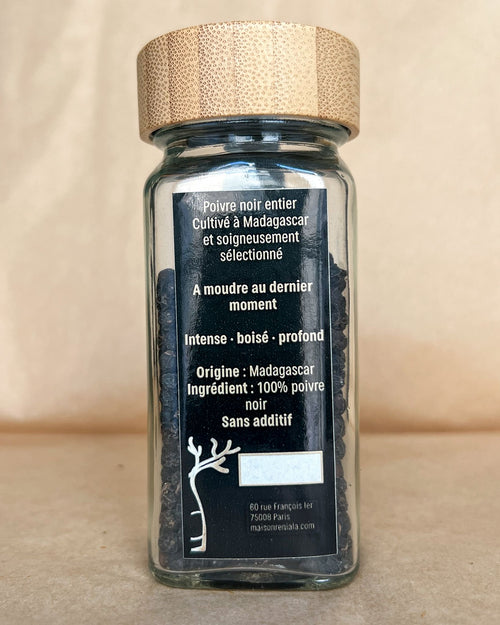 Poivre noir entier
Cultivé à Madagascar
et soigneusement
sélectionné
A moudre au dernier
moment
Intense · boisé · profond
Origine : Madagascar
Ingrédient : 100% poivre
noir
Sans additif
60 rue François Ier
75008 Paris
maisonreniala.com